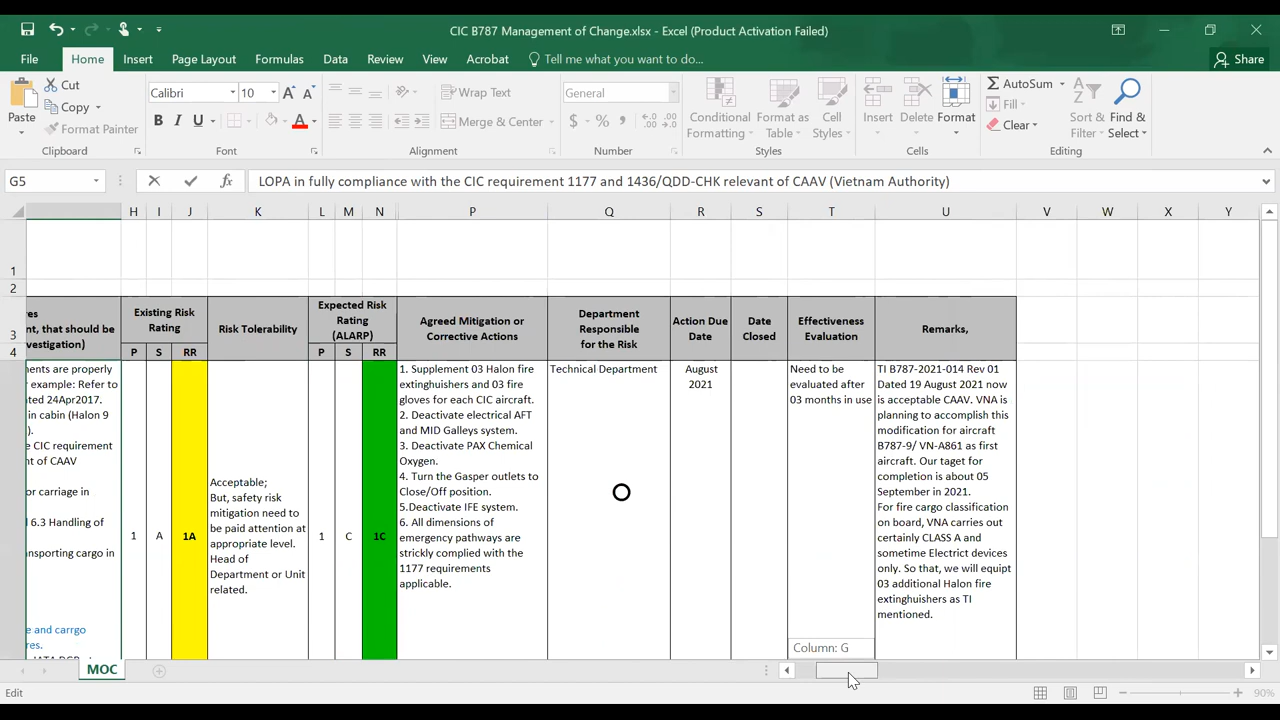 CIC B787 Management of Change.xlsx - Excel (Product Activation Failed)
File Home Insert Page Layout Formulas Data Review View Acrobat Tell me what you want to do... Share
Paste
Cut
Copy
Format Painter
Clipboard
Calibri 10
B I U
Font
Wrap Text
Merge & Center
Alignment
General
$ % ,
Number
Conditional
Formatting
Format as
Table
Cell
Styles
Styles
Insert Delete Format
Cells
AutoSum
Fill
Clear
Sort &
Filter
Find &
Select
Editing
G5 LOPA in fully compliance with the CIC requirement 1177 and 1436/QDD-CHK relevant of CAAV (Vietnam Authority)
H I J K L M N P Q R S T U V W X Y
1
2
3
4
res
nt, that should be
vestigation)
Existing Risk
Rating
P S RR
Risk Tolerability
Expected Risk
Rating
(ALARP)
P S RR
Agreed Mitigation or
Corrective Actions
Department
Responsible
for the Risk
Action Due
Date
Date
Closed
Effectiveness
Evaluation
Remarks,
nents are properly
example: Refer to
ted 24Apr2017.
in cabin (Halon 9
).
e CIC requirement
nt of CAAV
or carriage in
d 6.3 Handling of
nsporting cargo in
e and carrgo
res.
1 A 1A
Acceptable;
But, safety risk
mitigation need to
be paid attention at
appropriate level.
Head of
Department or Unit
related.
1 C 1C
1. Supplement 03 Halon fire
extinghuishers and 03 fire
gloves for each CIC aircraft.
2. Deactivate electrical AFT
and MID Galleys system.
3. Deactivate PAX Chemical
Oxygen.
4. Turn the Gasper outlets to
Close/Off position.
5.Deactivate IFE system.
6. All dimensions of
emergency pathways are
strickly complied with the
1177 requirements
applicable.
Technical Department
August
2021
Need to be
evaluated after
03 months in use
TI B787-2021-014 Rev 01
Dated 19 August 2021 now
is acceptable CAAV. VNA is
planning to accomplish this
modification for aircraft
B787-9/ VN-A861 as first
aircraft. Our taget for
completion is about 05
September in 2021.
For fire cargo classification
on board, VNA carries out
certainly CLASS A and
sometime Electrict devices
only. So that, we will equipt
03 additional Halon fire
extinghuishers as TI
mentioned.
Column: G
MOC
Edit 90%